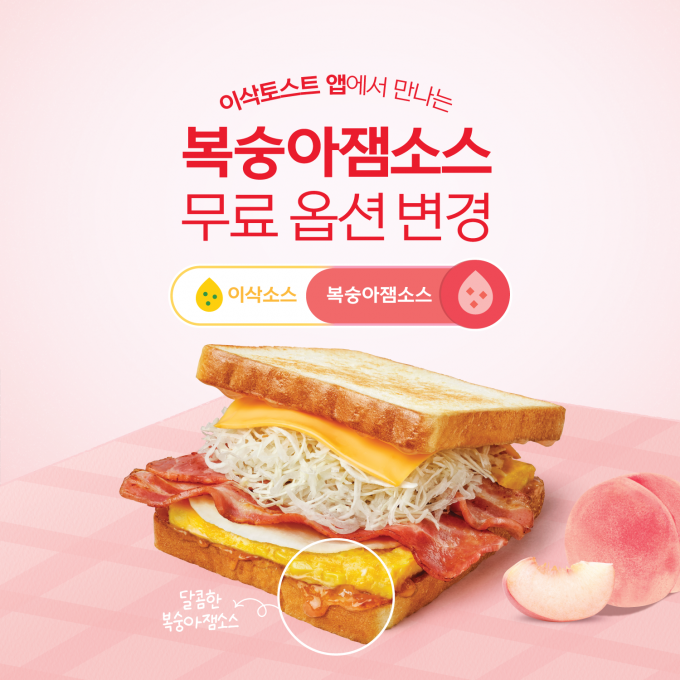 이삭토스트 앱에서 만나는
복숭아잼소스
무료 옵션 변경
이삭소스 복숭아잼소스
달콤한
복숭아잼소스